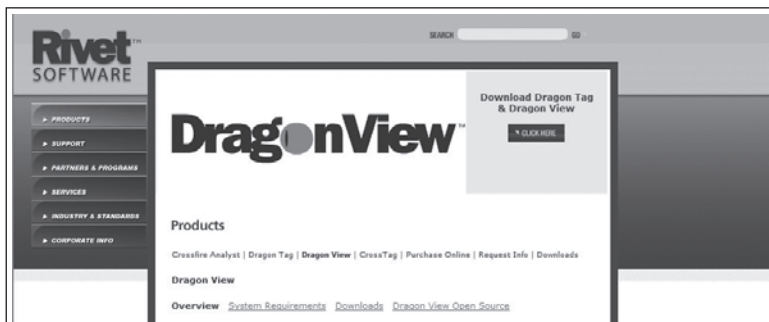 Rivet™
SOFTWARE
SEARCH GO
PRODUCTS
SUPPORT
PARTNERS & PROGRAMS
SERVICES
INDUSTRY & STANDARDS
CORPORATE INFO
DragonView™
Download Dragon Tag
& Dragon View
CLICK HERE
Products
Crossfire Analyst | Dragon Tag | Dragon View | CrossTag | Purchase Online | Request Info | Downloads
Dragon View
Overview System Requirements Downloads Dragon View Open Source